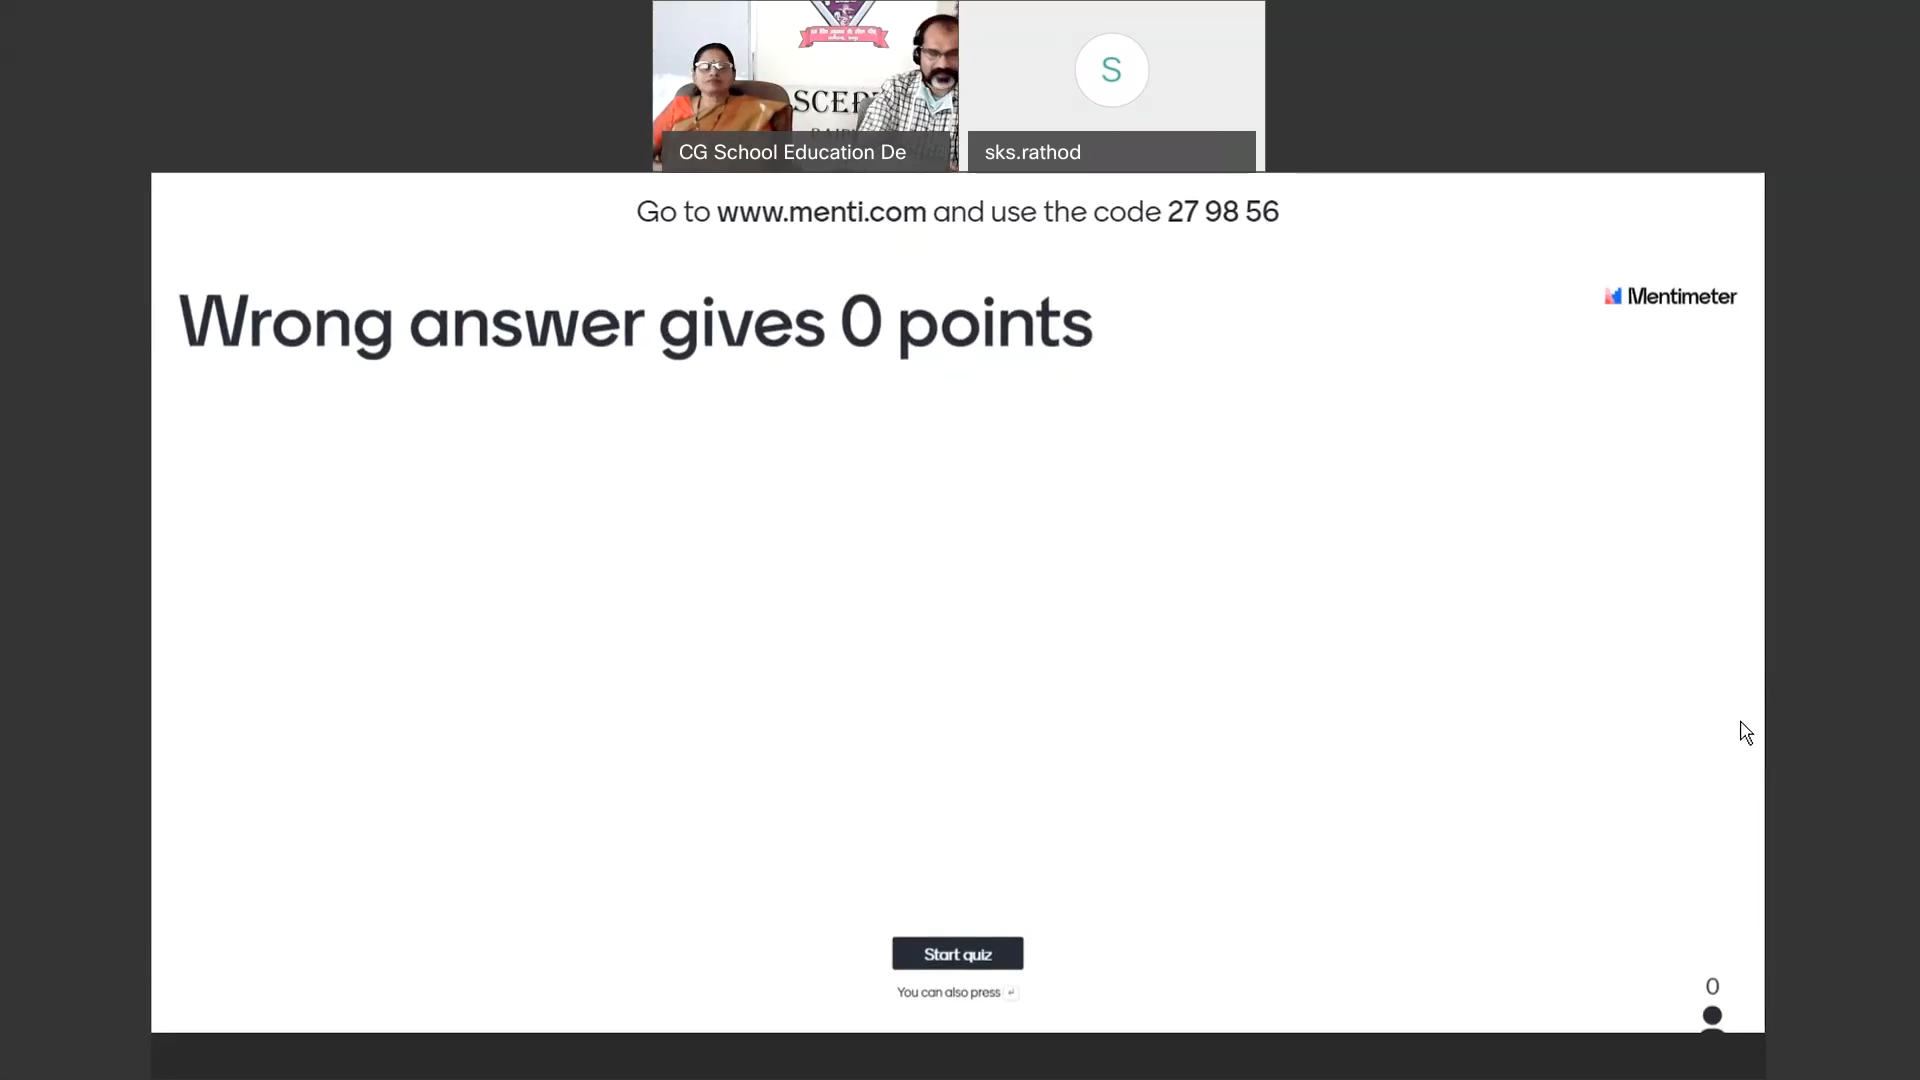 SCER
CG School Education De
S
sks.rathod
Go to www.menti.com and use the code 27 98 56
Mentimeter
Wrong answer gives 0 points
Start quiz
You can also press ↵
0